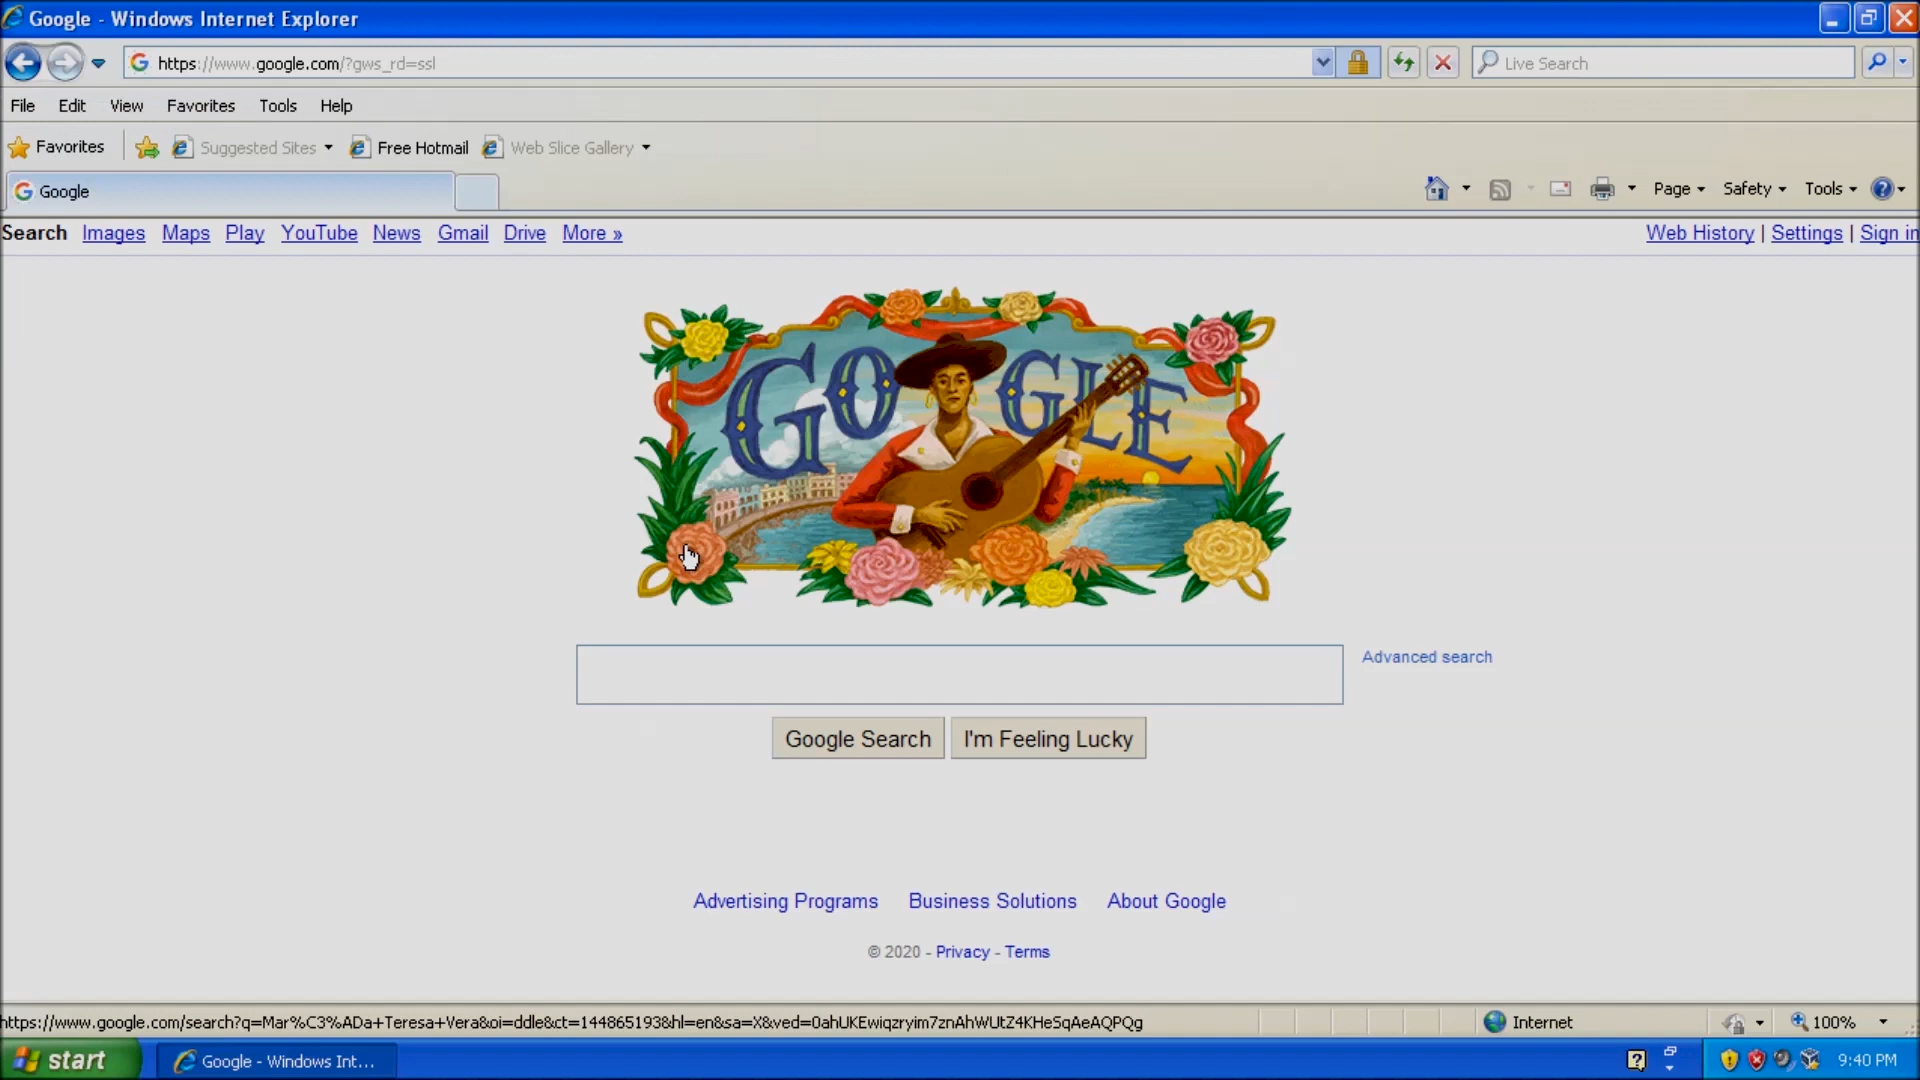 Google - Windows Internet Explorer
https://www.google.com/?gws_rd=ssl
Live Search
File Edit View Favorites Tools Help
Favorites Suggested Sites Free Hotmail Web Slice Gallery
Google
Page Safety Tools
Search Images Maps Play YouTube News Gmail Drive More »
Web History | Settings | Sign in
GOOGLE
Advanced search
Google Search I'm Feeling Lucky
Advertising Programs Business Solutions About Google
© 2020 - Privacy - Terms
https://www.google.com/search?q=Mar%C3%ADa+Teresa+Vera&oi=ddle&ct=144865193&hl=en&sa=X&ved=0ahUKEwiqzryim7znAhWUtZ4KHeSqAeAQPQg
Internet
100%
start
Google - Windows Int...
9:40 PM